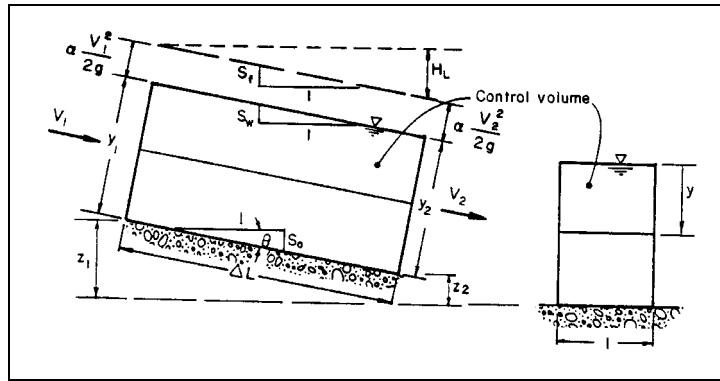 α V₁²
2g
S_f
1
H_L
Control volume
S_w
1
α V₂²
2g
V₁
y₁
y
V₂
y₂
1
θ
S₀
z₁
ΔL
z₂
1